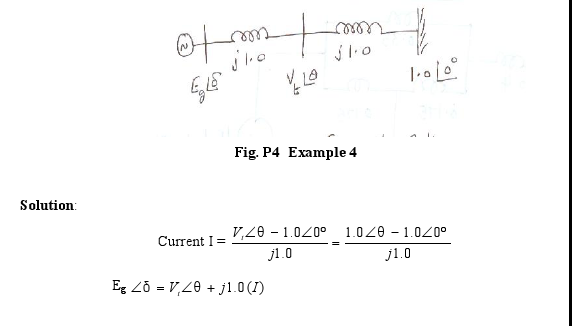 j1.0
j1.0
E_g∠δ
V_t∠θ
1.0∠0°
Fig. P4 Example 4
Solution:
Current I = (V_t∠θ − 1.0∠0°)/(j1.0) = (1.0∠θ − 1.0∠0°)/(j1.0)
E_g ∠δ = V_t∠θ + j1.0(I)